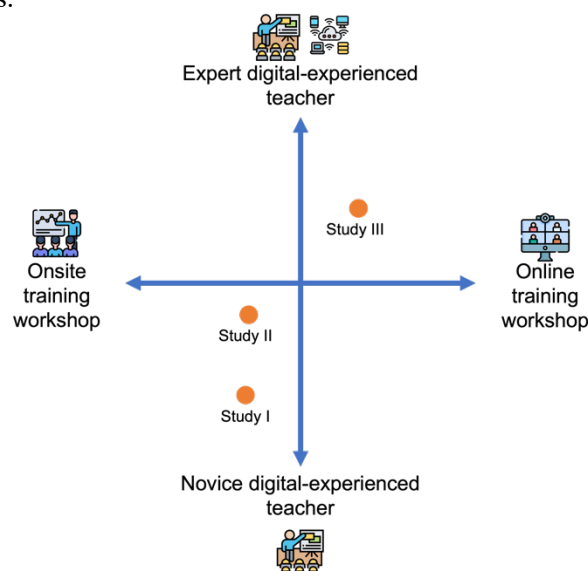 s.
Expert digital-experienced
teacher
Study III
Onsite
training
workshop
Online
training
workshop
Study II
Study I
Novice digital-experienced
teacher